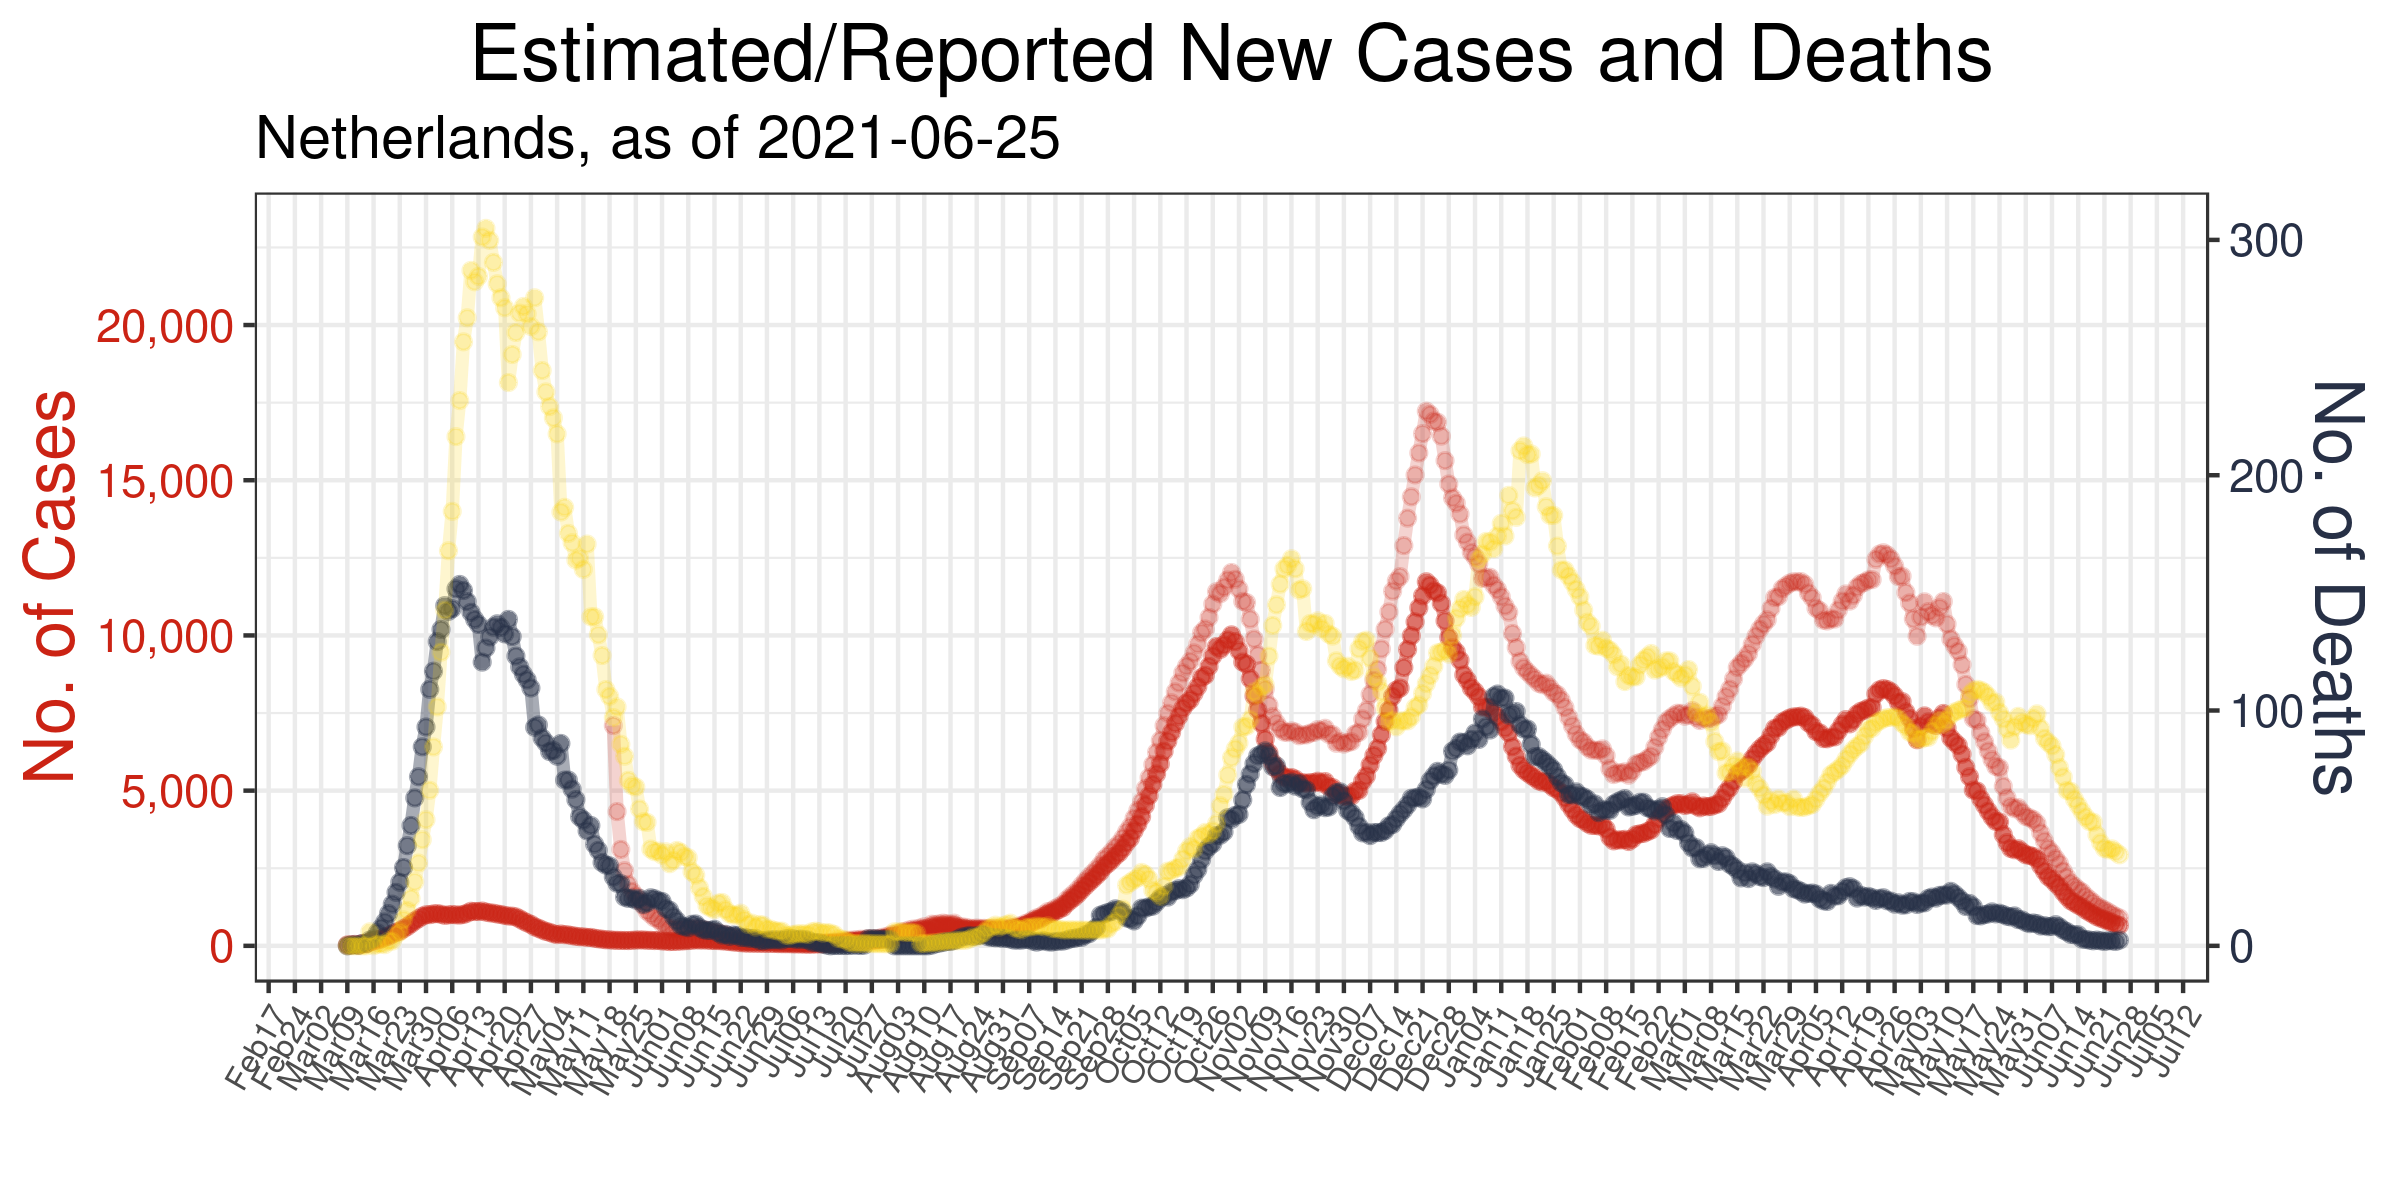 Estimated/Reported New Cases and Deaths
Netherlands, as of 2021-06-25
No. of Cases
20,000
15,000
10,000
5,000
0
300
200
100
0
No. of Deaths
Feb17
Feb24
Mar02
Mar09
Mar16
Mar23
Mar30
Apr06
Apr13
Apr20
Apr27
May04
May11
May18
May25
Jun01
Jun08
Jun15
Jun22
Jun29
Jul06
Jul13
Jul20
Jul27
Aug03
Aug10
Aug17
Aug24
Aug31
Sep07
Sep14
Sep21
Sep28
Oct05
Oct12
Oct19
Oct26
Nov02
Nov09
Nov16
Nov23
Nov30
Dec07
Dec14
Dec21
Dec28
Jan04
Jan11
Jan18
Jan25
Feb01
Feb08
Feb15
Feb22
Mar01
Mar08
Mar15
Mar22
Mar29
Apr05
Apr12
Apr19
Apr26
May03
May10
May17
May24
May31
Jun07
Jun14
Jun21
Jun28
Jul05
Jul12